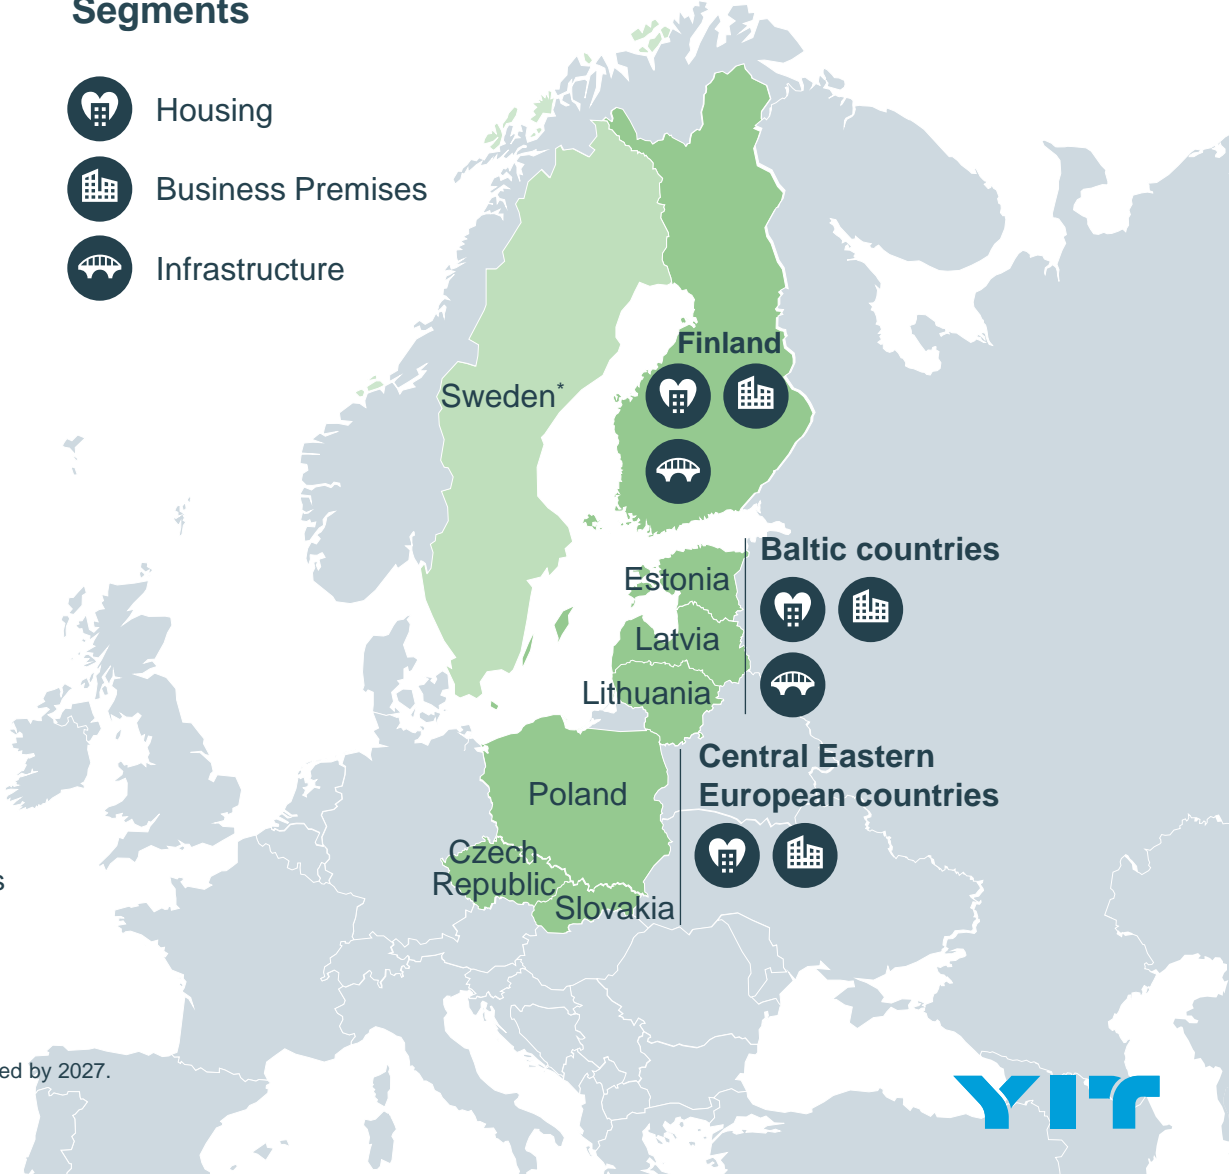 Segments
Housing
Business Premises
Infrastructure
Finland
Sweden*
Baltic countries
Estonia
Latvia
Lithuania
Central Eastern
European countries
Poland
Czech
Republic
Slovakia
s
ed by 2027.
YIT